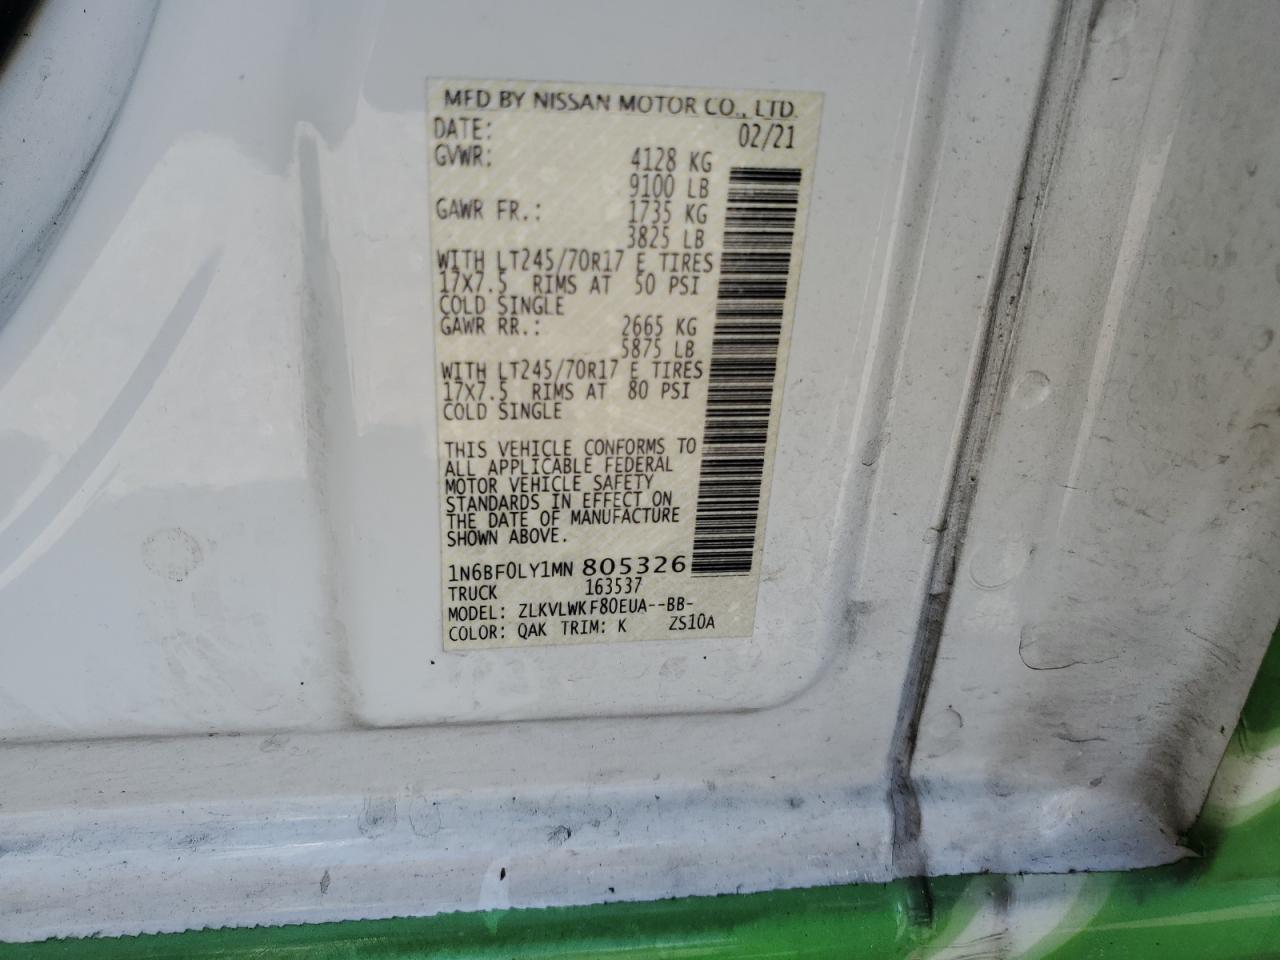 MFD BY NISSAN MOTOR CO., LTD.
DATE: 02/21
GVWR: 4128 KG
9100 LB
GAWR FR.: 1735 KG
3825 LB
WITH LT245/70R17 E TIRES
17X7.5 RIMS AT 50 PSI
COLD SINGLE
GAWR RR.: 2665 KG
5875 LB
WITH LT245/70R17 E TIRES
17X7.5 RIMS AT 80 PSI
COLD SINGLE
THIS VEHICLE CONFORMS TO
ALL APPLICABLE FEDERAL
MOTOR VEHICLE SAFETY
STANDARDS IN EFFECT ON
THE DATE OF MANUFACTURE
SHOWN ABOVE.
1N6BF0LY1MN 805326
TRUCK 163537
MODEL: ZLKVLWKF80EUA--BB-
COLOR: QAK TRIM: K ZS10A